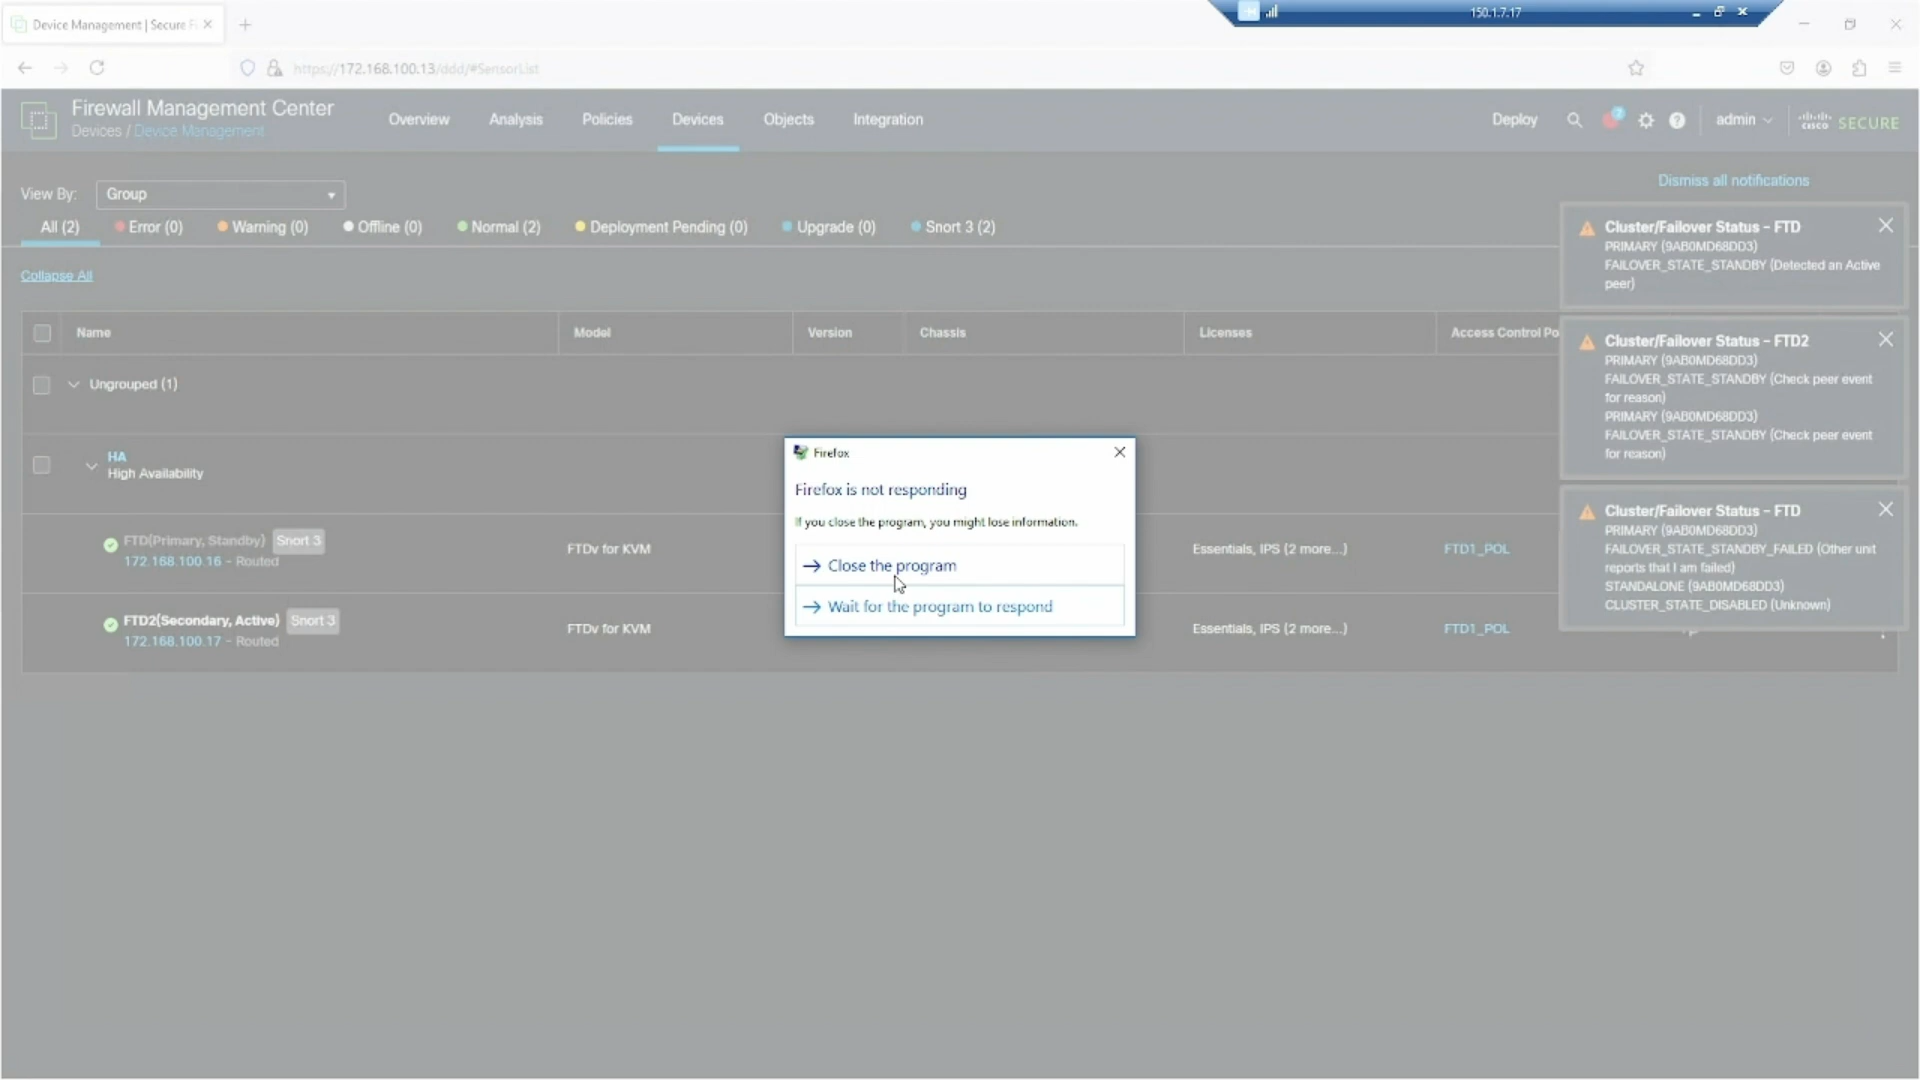 Device Management | Secure Fi
150.1.7.17
https://172.168.100.13/ddd/#SensorList
Firewall Management Center
Devices / Device Management
Overview
Analysis
Policies
Devices
Objects
Integration
Deploy
admin
cisco SECURE
View By:
Group
Dismiss all notifications
All (2)
Error (0)
Warning (0)
Offline (0)
Normal (2)
Deployment Pending (0)
Upgrade (0)
Snort 3 (2)
Collapse All
Name
Model
Version
Chassis
Licenses
Access Control Po
Ungrouped (1)
HA
High Availability
FTD(Primary, Standby) Snort 3
172.168.100.16 - Routed
FTDv for KVM
Essentials, IPS (2 more...)
FTD1_POL
FTD2(Secondary, Active) Snort 3
172.168.100.17 - Routed
FTDv for KVM
Essentials, IPS (2 more...)
FTD1_POL
Cluster/Failover Status - FTD
PRIMARY (9AB0MD68DD3)
FAILOVER_STATE_STANDBY (Detected an Active
peer)
Cluster/Failover Status - FTD2
PRIMARY (9AB0MD68DD3)
FAILOVER_STATE_STANDBY (Check peer event
for reason)
PRIMARY (9AB0MD68DD3)
FAILOVER_STATE_STANDBY (Check peer event
for reason)
Cluster/Failover Status - FTD
PRIMARY (9AB0MD68DD3)
FAILOVER_STATE_STANDBY_FAILED (Other unit
reports that I am failed)
STANDALONE (9AB0MD68DD3)
CLUSTER_STATE_DISABLED (Unknown)
Firefox
Firefox is not responding
If you close the program, you might lose information.
Close the program
Wait for the program to respond